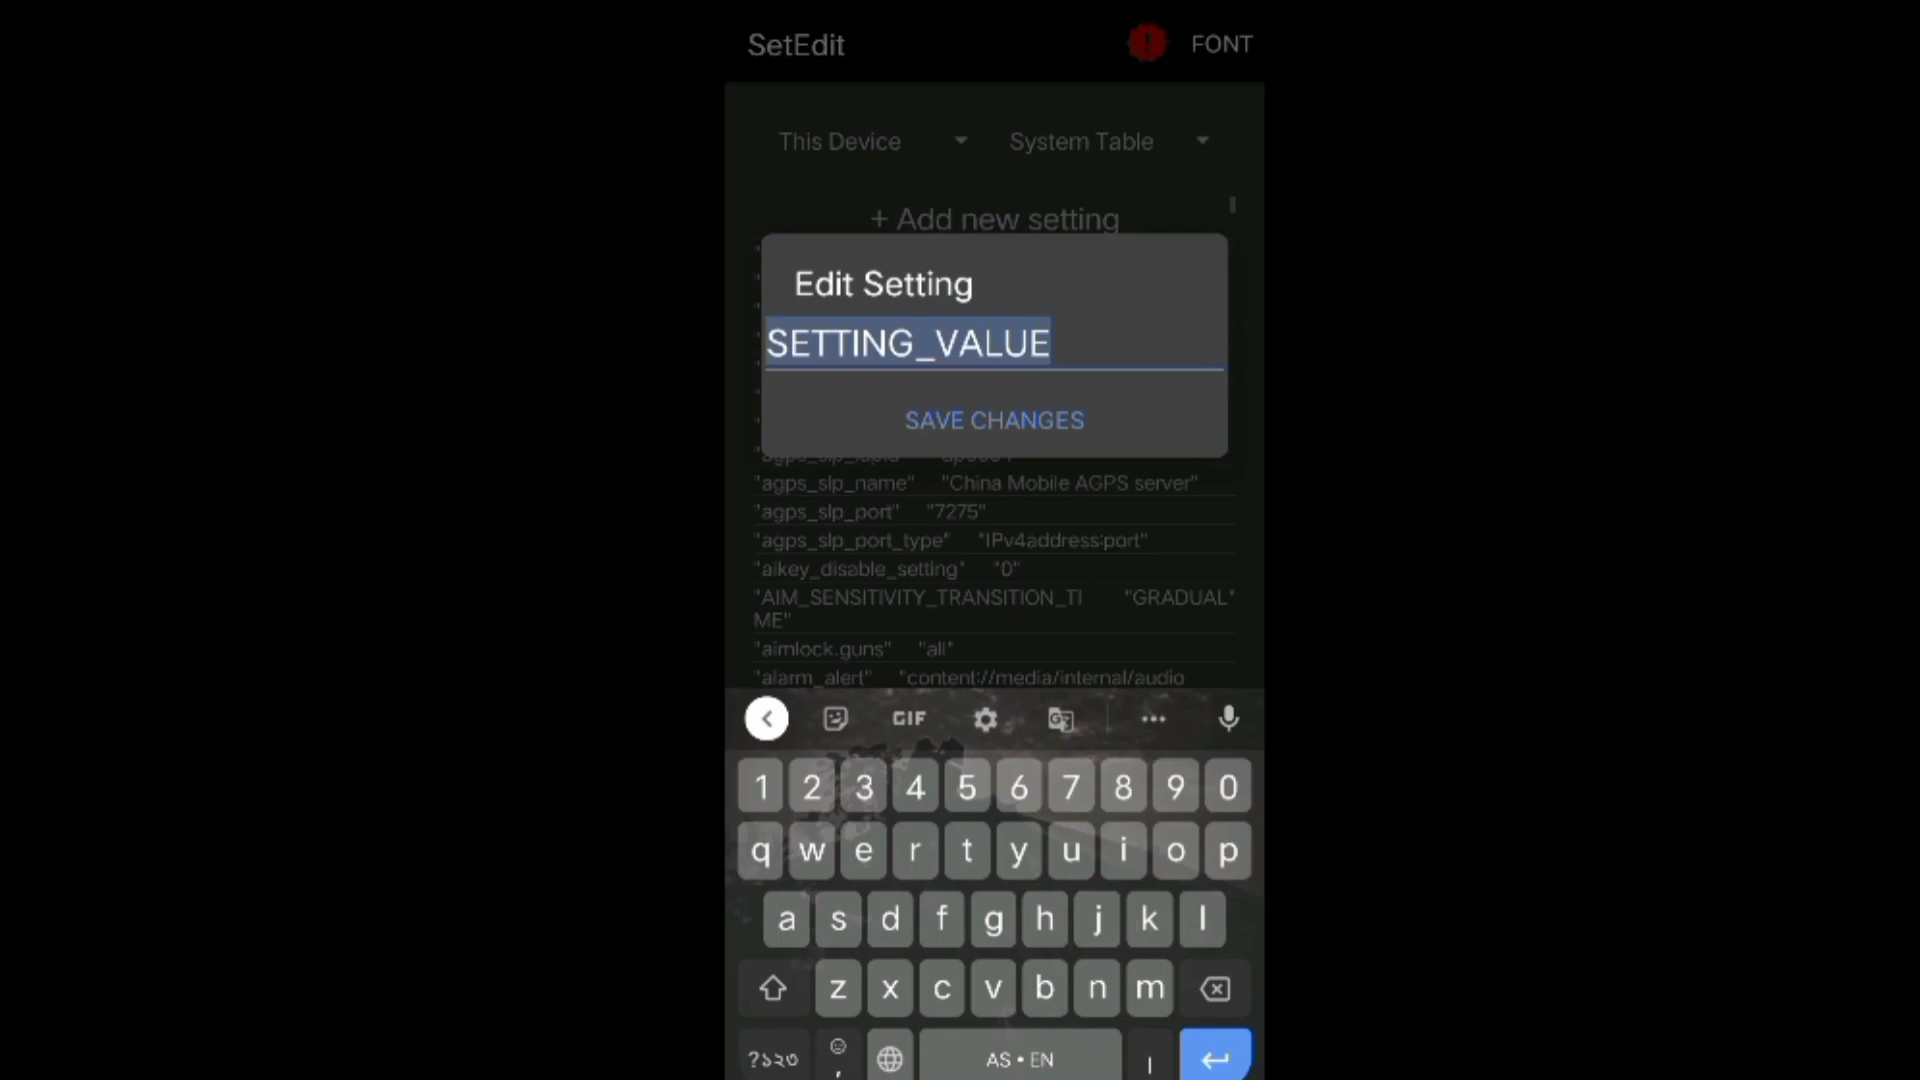 SetEdit
! FONT
This Device System Table
+ Add new setting
Edit Setting
SETTING_VALUE
SAVE CHANGES
"agps_slp_name" "China Mobile AGPS server"
"agps_slp_port" "7275"
"agps_slp_port_type" "IPv4address:port"
"aikey_disable_setting" "0"
"AIM_SENSITIVITY_TRANSITION_TI "GRADUAL"
ME"
"aimlock.guns" "all"
"alarm_alert" "content://media/internal/audio
GIF
1 2 3 4 5 6 7 8 9 0
q w e r t y u i o p
a s d f g h j k l
z x c v b n m
?১২৩ , AS • EN ।